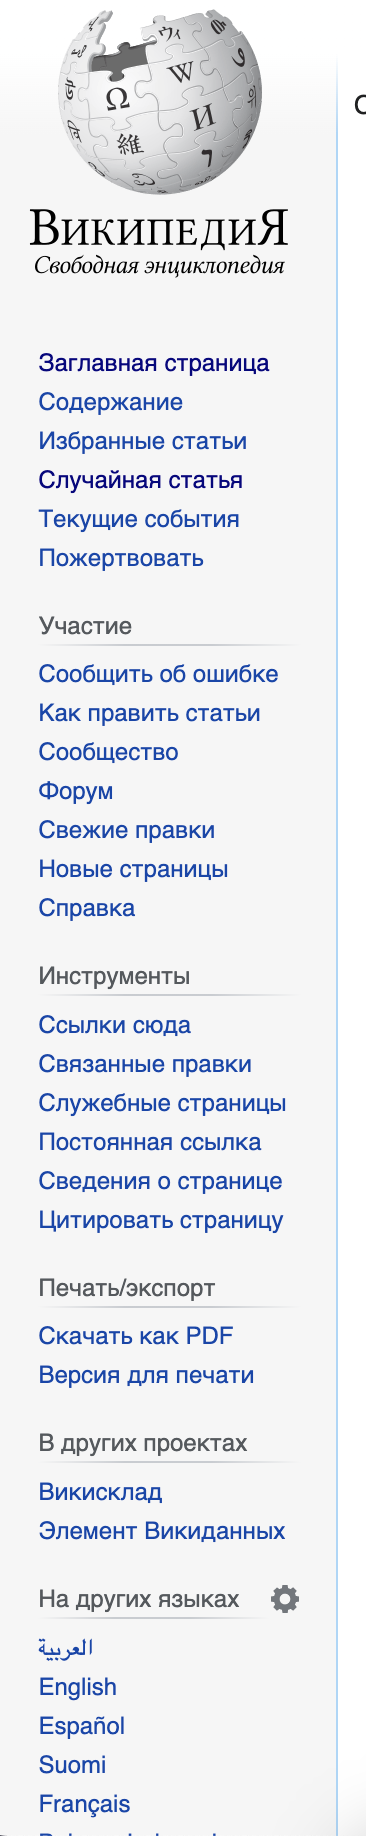 Ω
W
И
維
ウィ
ВикипедиЯ
Свободная энциклопедия
Заглавная страница
Содержание
Избранные статьи
Случайная статья
Текущие события
Пожертвовать
Участие
Сообщить об ошибке
Как править статьи
Сообщество
Форум
Свежие правки
Новые страницы
Справка
Инструменты
Ссылки сюда
Связанные правки
Служебные страницы
Постоянная ссылка
Сведения о странице
Цитировать страницу
Печать/экспорт
Скачать как PDF
Версия для печати
В других проектах
Викисклад
Элемент Викиданных
На других языках
العربية
English
Español
Suomi
Français